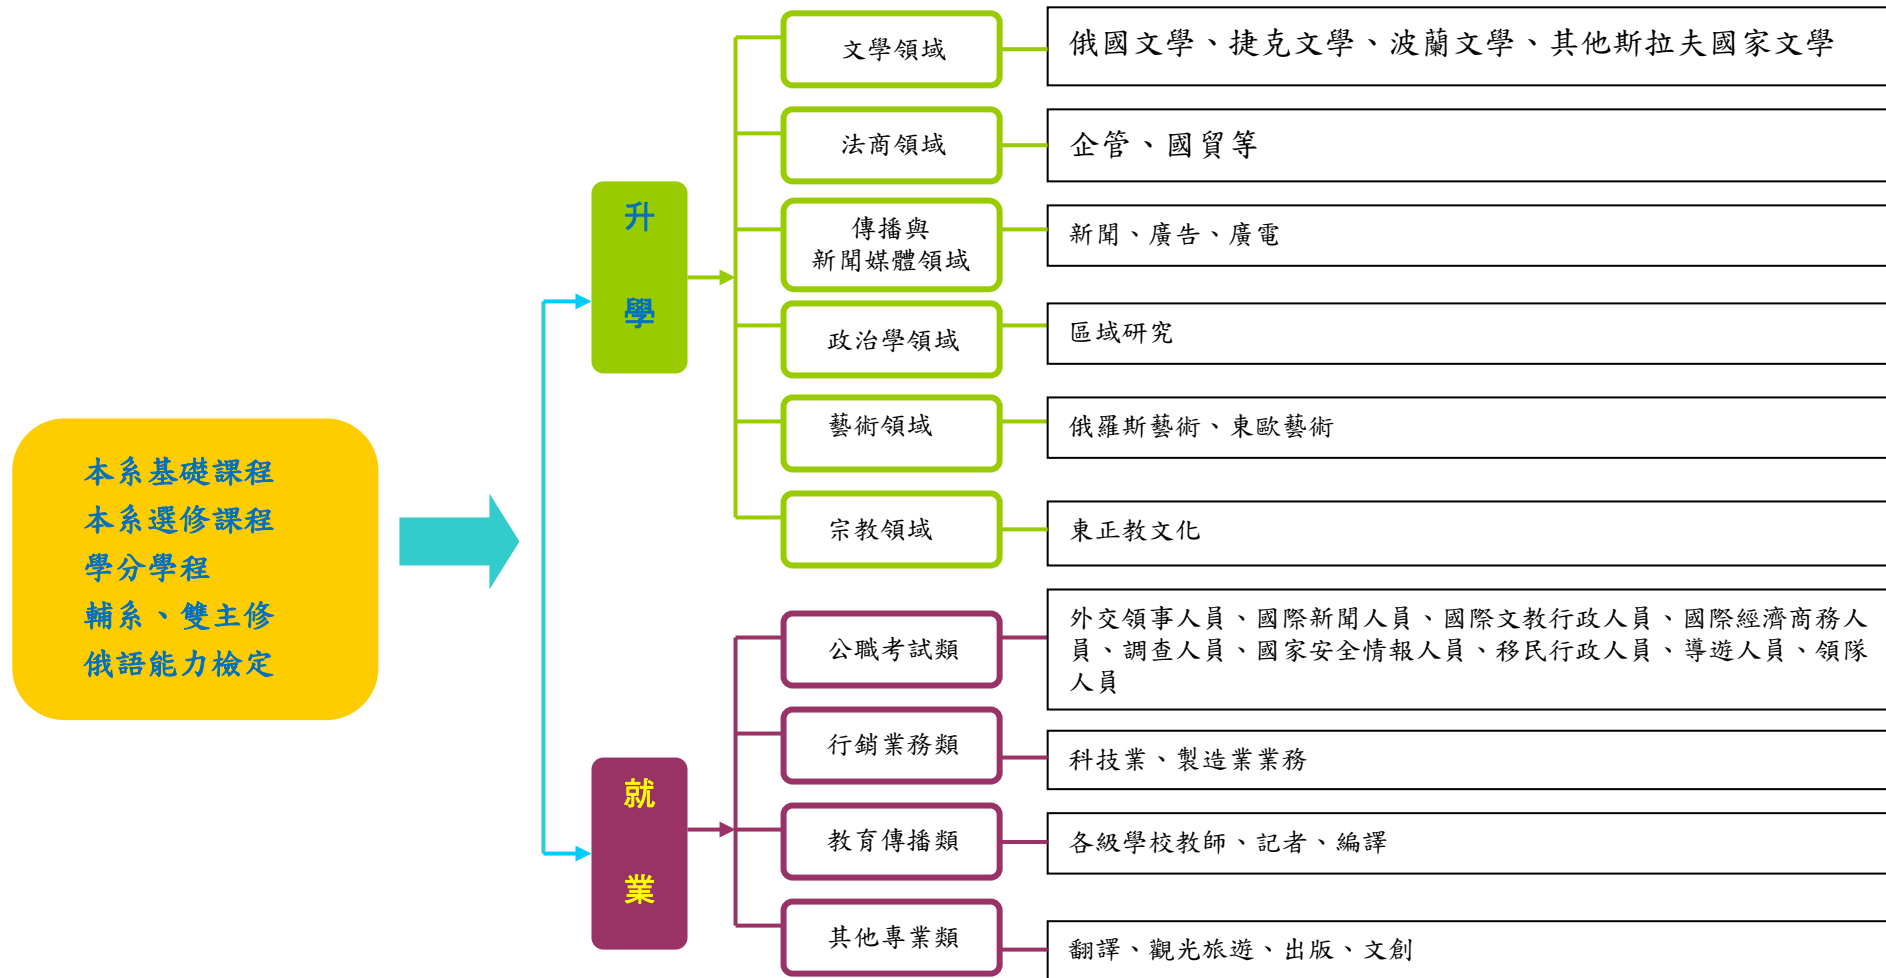 本系基礎課程
本系選修課程
學分學程
輔系、雙主修
俄語能力檢定
升
學
文學領域
俄國文學、捷克文學、波蘭文學、其他斯拉夫國家文學
法商領域
企管、國貿等
傳播與
新聞媒體領域
新聞、廣告、廣電
政治學領域
區域研究
藝術領域
俄羅斯藝術、東歐藝術
宗教領域
東正教文化
就
業
公職考試類
外交領事人員、國際新聞人員、國際文教行政人員、國際經濟商務人
員、調查人員、國家安全情報人員、移民行政人員、導遊人員、領隊
人員
行銷業務類
科技業、製造業業務
教育傳播類
各級學校教師、記者、編譯
其他專業類
翻譯、觀光旅遊、出版、文創